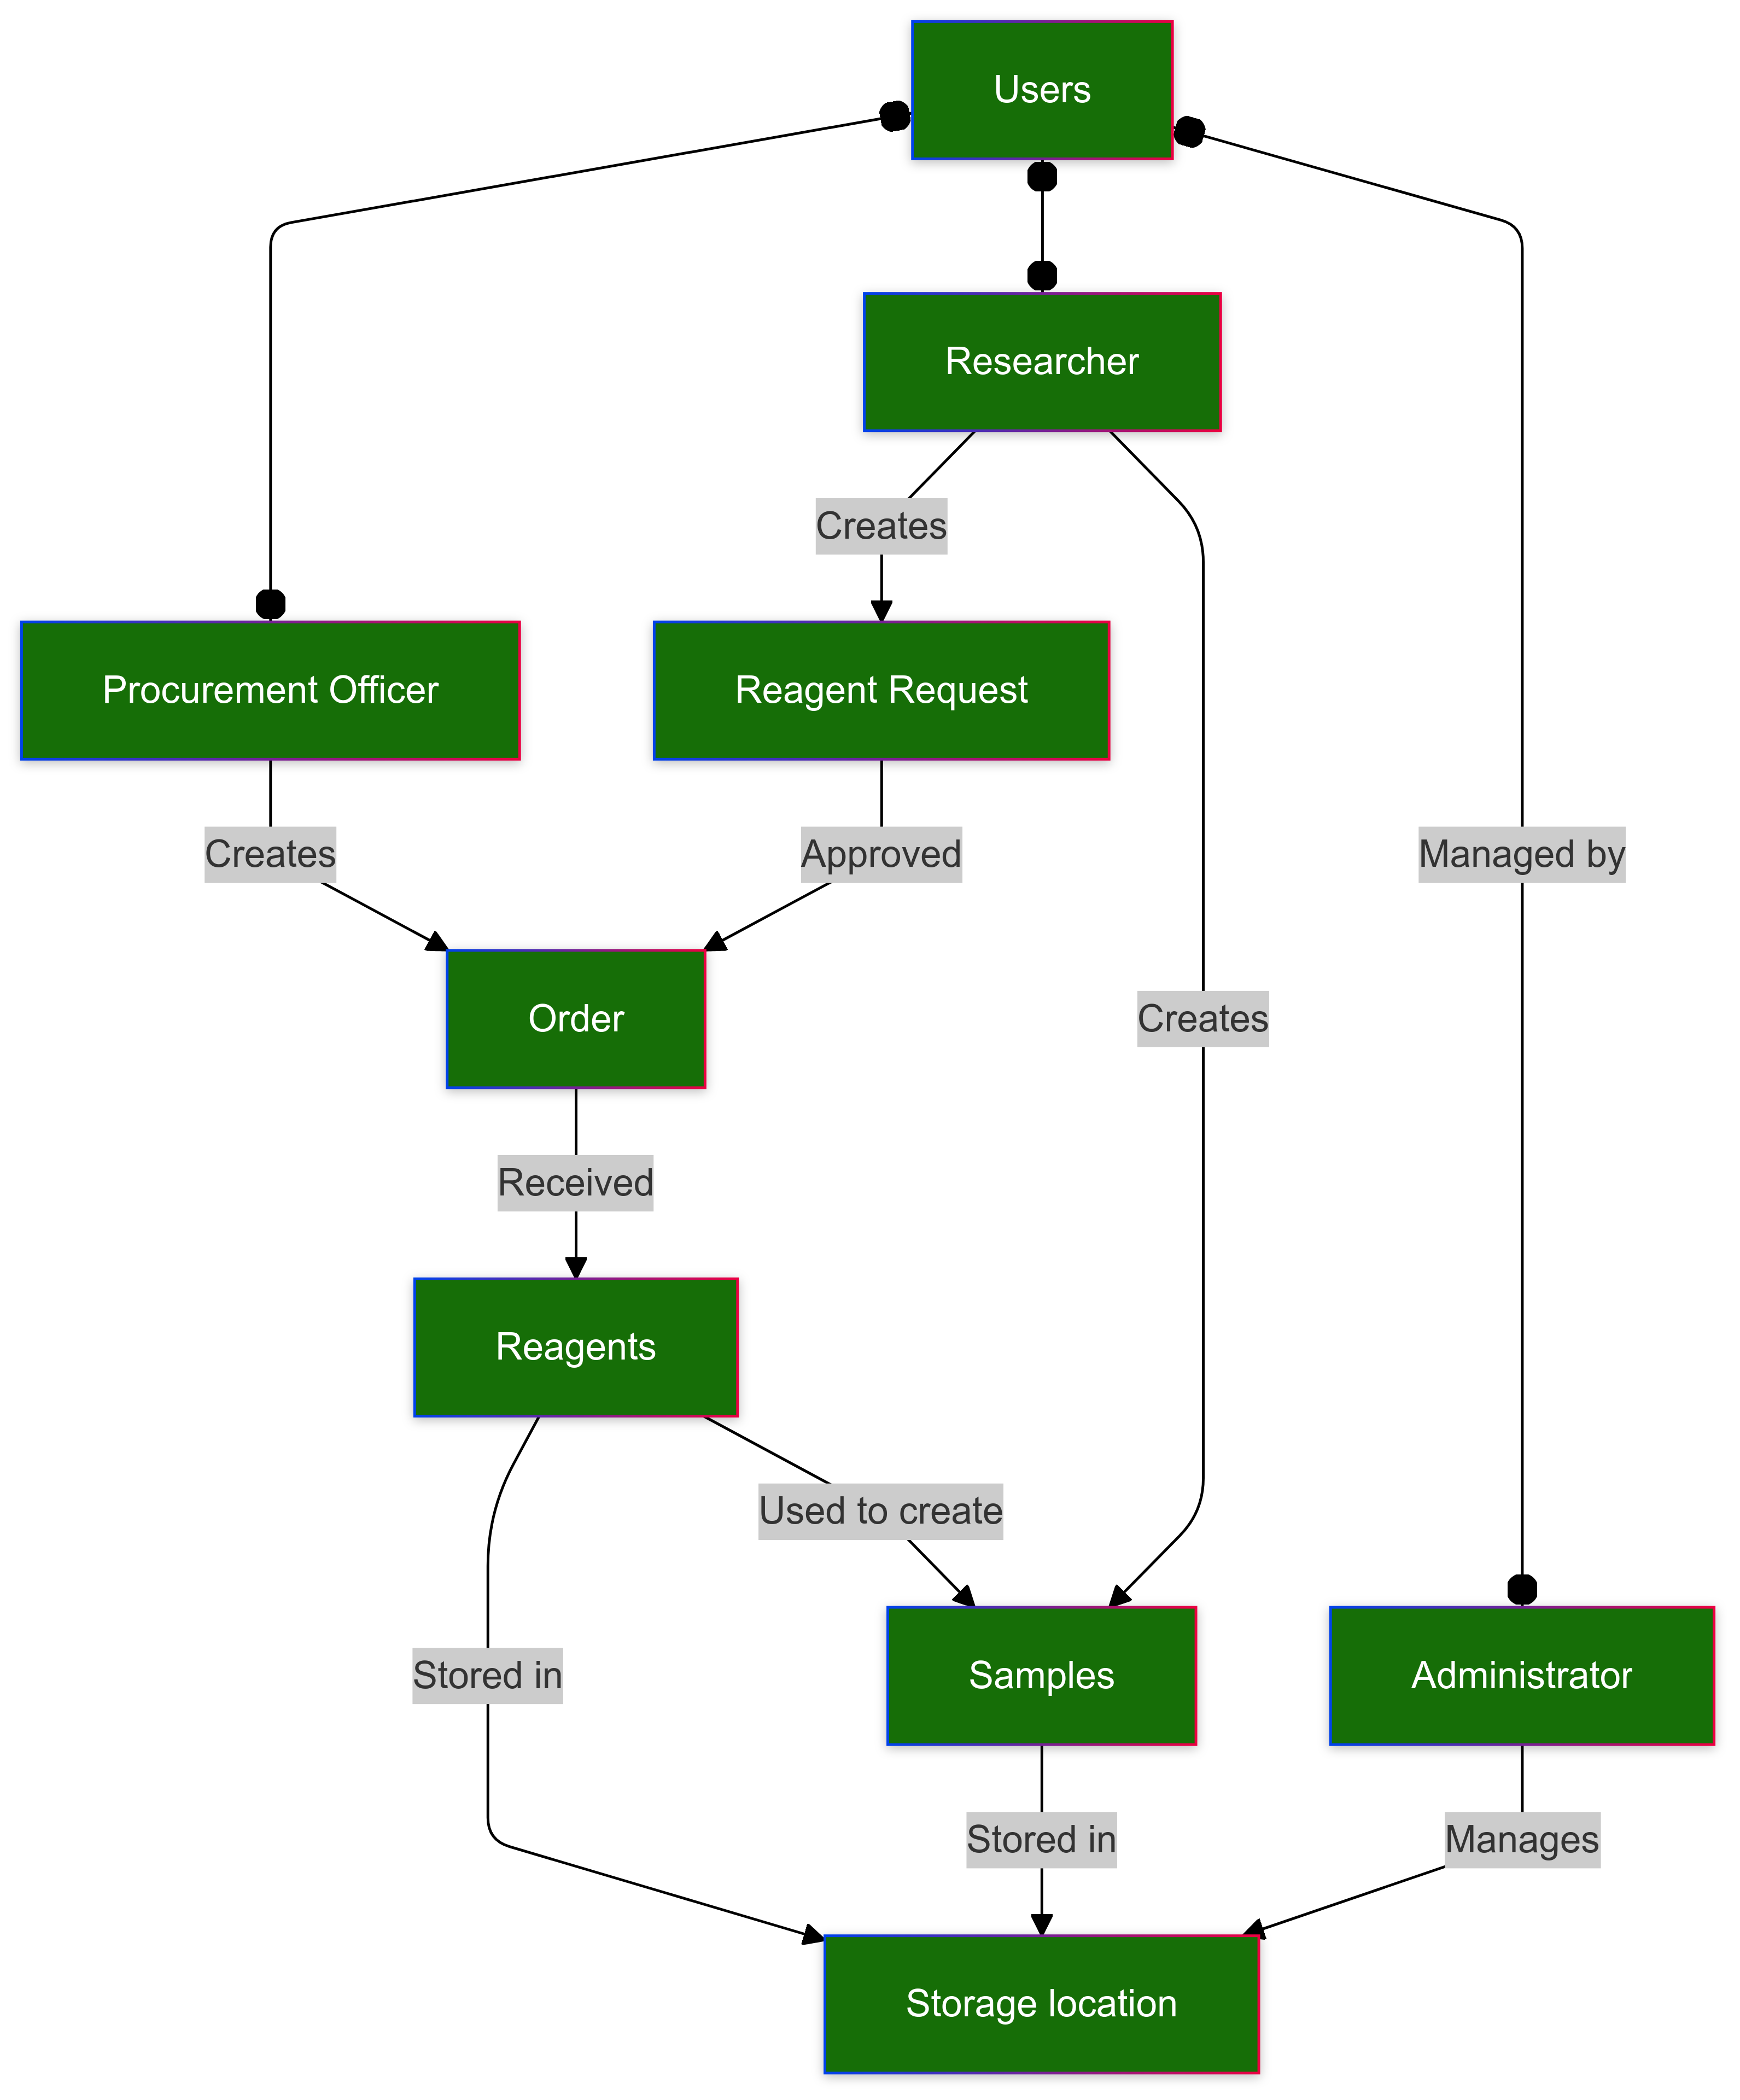 Users
Researcher
Creates
Procurement Officer
Reagent Request
Creates
Approved
Managed by
Order
Creates
Received
Reagents
Used to create
Stored in
Samples
Administrator
Stored in
Manages
Storage location